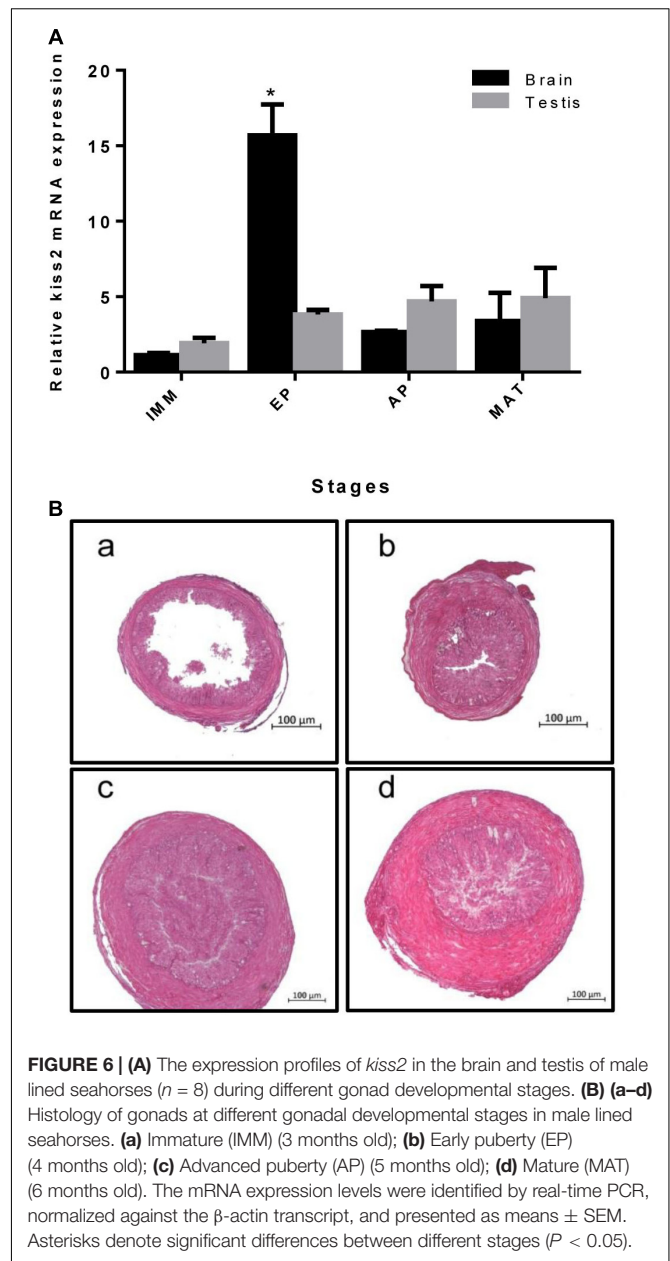 A
Relative kiss2 mRNA expression
20
15
10
5
0
*
Brain
Testis
IMM
EP
AP
MAT
Stages
B
a
100 µm
b
100 µm
c
100 µm
d
100 µm
FIGURE 6 | (A) The expression profiles of kiss2 in the brain and testis of male
lined seahorses (n = 8) during different gonad developmental stages. (B) (a–d)
Histology of gonads at different gonadal developmental stages in male lined
seahorses. (a) Immature (IMM) (3 months old); (b) Early puberty (EP)
(4 months old); (c) Advanced puberty (AP) (5 months old); (d) Mature (MAT)
(6 months old). The mRNA expression levels were identified by real-time PCR,
normalized against the β-actin transcript, and presented as means ± SEM.
Asterisks denote significant differences between different stages (P < 0.05).